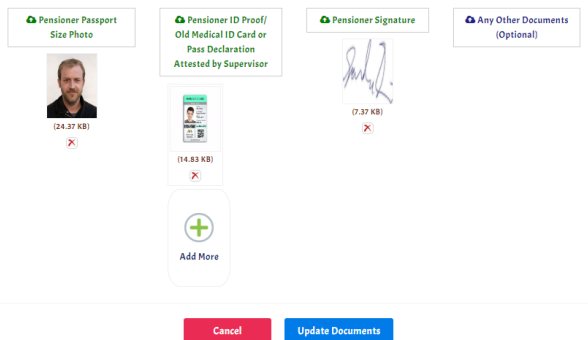 Pensioner Passport
Size Photo
(24.37 KB)
Pensioner ID Proof/
Old Medical ID Card or
Pass Declaration
Attested by Supervisor
(14.83 KB)
Add More
Pensioner Signature
(7.37 KB)
Any Other Documents
(Optional)
Cancel
Update Documents